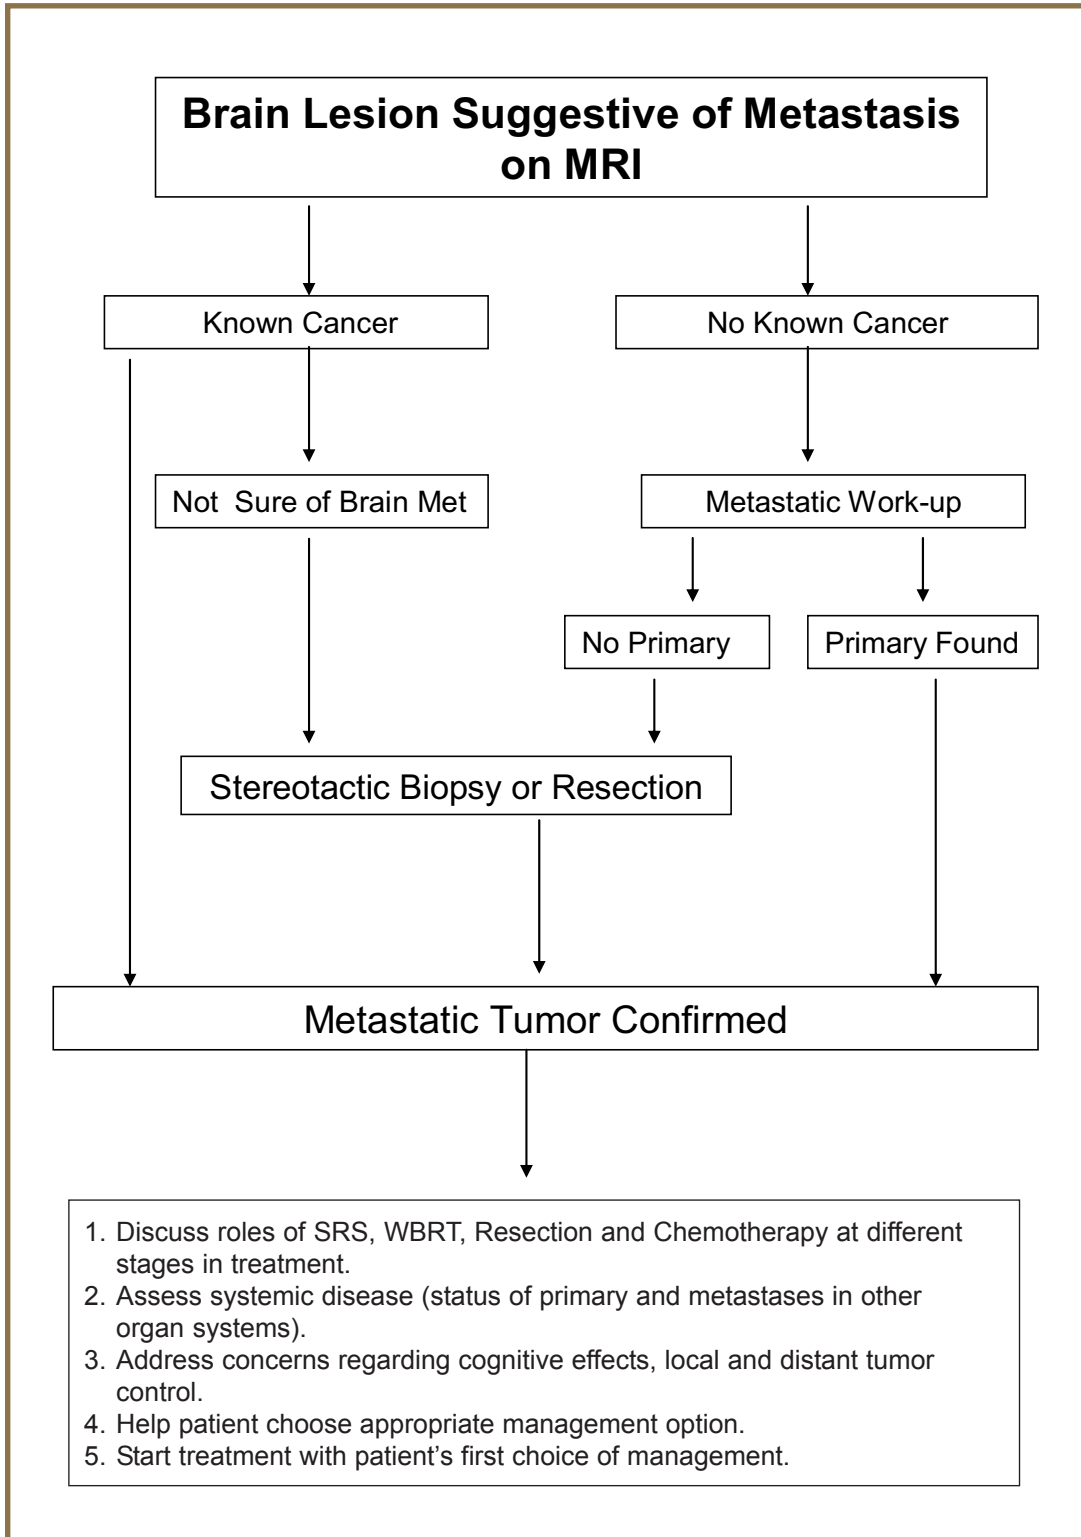 Brain Lesion Suggestive of Metastasis
on MRI
Known Cancer
No Known Cancer
Not Sure of Brain Met
Metastatic Work-up
No Primary
Primary Found
Stereotactic Biopsy or Resection
Metastatic Tumor Confirmed
1. Discuss roles of SRS, WBRT, Resection and Chemotherapy at different
stages in treatment.
2. Assess systemic disease (status of primary and metastases in other
organ systems).
3. Address concerns regarding cognitive effects, local and distant tumor
control.
4. Help patient choose appropriate management option.
5. Start treatment with patient’s first choice of management.